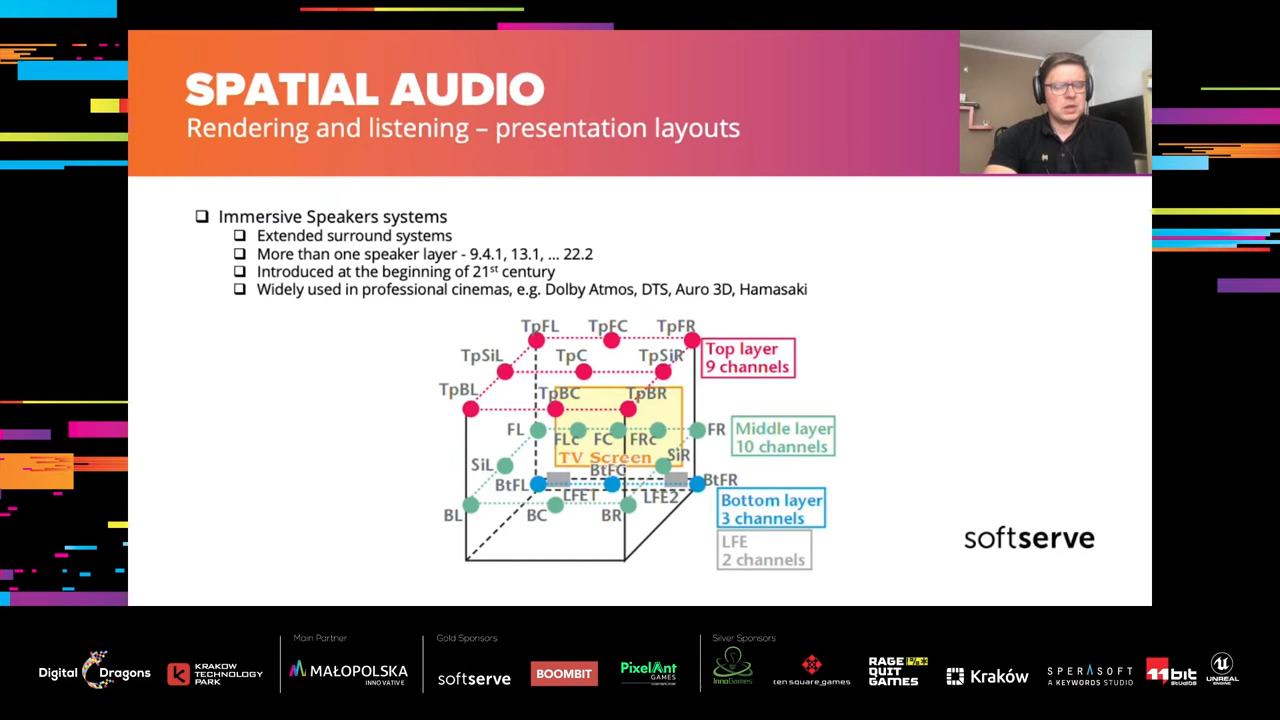 SPATIAL AUDIO
Rendering and listening – presentation layouts
Immersive Speakers systems
Extended surround systems
More than one speaker layer - 9.4.1, 13.1, … 22.2
Introduced at the beginning of 21st century
Widely used in professional cinemas, e.g. Dolby Atmos, DTS, Auro 3D, Hamasaki
TpFL TpFC TpFR
Top layer
9 channels
TpSiL TpC TpSiR
TpBL TpBC TpBR
FL FLc FC FRc FR
Middle layer
10 channels
TV Screen
SiL SiR
BtFL BtFC BtFR
LFE1 LFE2
Bottom layer
3 channels
BL BC BR
LFE
2 channels
softserve
Main Partner
Gold Sponsors
Silver Sponsors
Digital Dragons
KRAKOW
TECHNOLOGY
PARK
MAŁOPOLSKA
INNOVATIVE
softserve
BOOMBIT
PixelAnt
GAMES
InnoGames
ten square games
RAGE
QUIT
GAMES
Kraków
SPERASOFT
A KEYWORDS STUDIO
11bit
STUDIOS
UNREAL
ENGINE